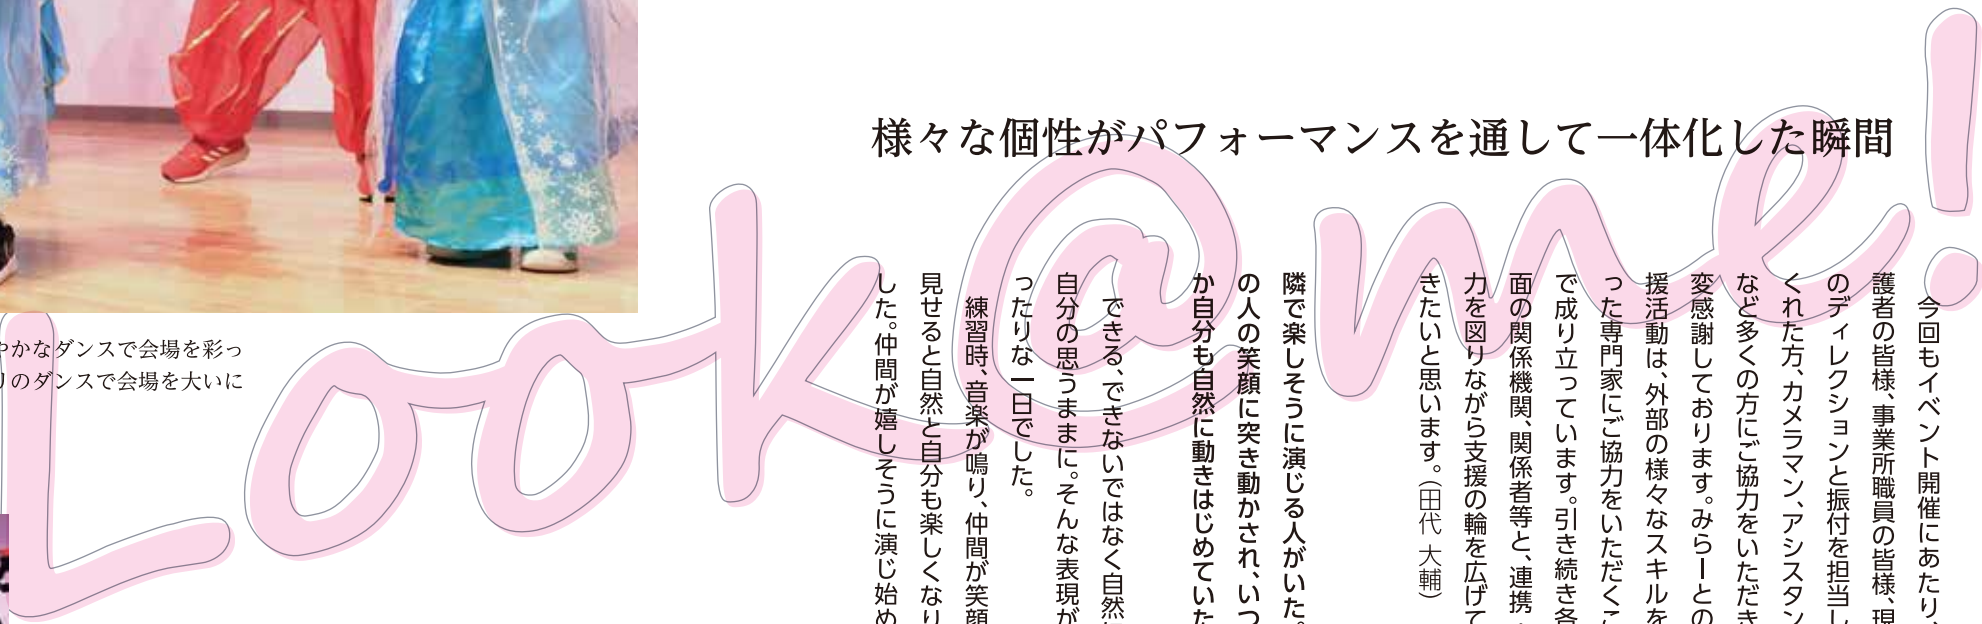 Look@me!
様々な個性がパフォーマンスを通して一体化した瞬間
今回もイベント開催にあたり、
護者の皆様、事業所職員の皆様、現
のディレクションと振付を担当し
くれた方、カメラマン、アシスタン
など多くの方にご協力をいただき
変感謝しております。みらーとの
援活動は、外部の様々なスキルを
った専門家にご協力をいただくこ
で成り立っています。引き続き各
面の関係機関、関係者等と、連携・
力を図りながら支援の輪を広げて
きたいと思います。(田代 大輔)
隣で楽しそうに演じる人がいた。
の人の笑顔に突き動かされ、いつ
か自分も自然に動きはじめていた
できる、できないではなく自然に
自分の思うままに。そんな表現が
ったりな一日でした。
練習時、音楽が鳴り、仲間が笑顔
見せると自然と自分も楽しくなり
した。仲間が嬉しそうに演じ始め
やかなダンスで会場を彩っ
りのダンスで会場を大いに